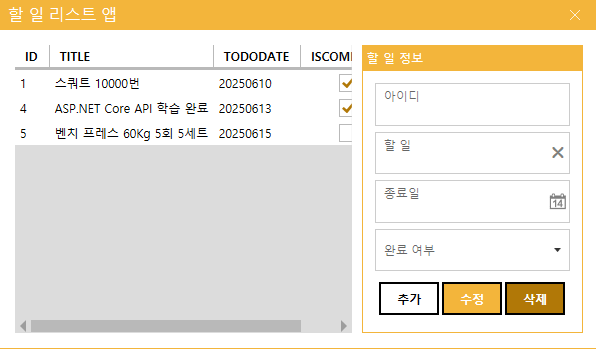 할 일 리스트 앱
ID TITLE TODODATE ISCOM
1 스쿼트 10000번 20250610
4 ASP.NET Core API 학습 완료 20250613
5 벤치 프레스 60Kg 5회 5세트 20250615
할 일 정보
아이디
할 일
종료일
14
완료 여부
추가 수정 삭제